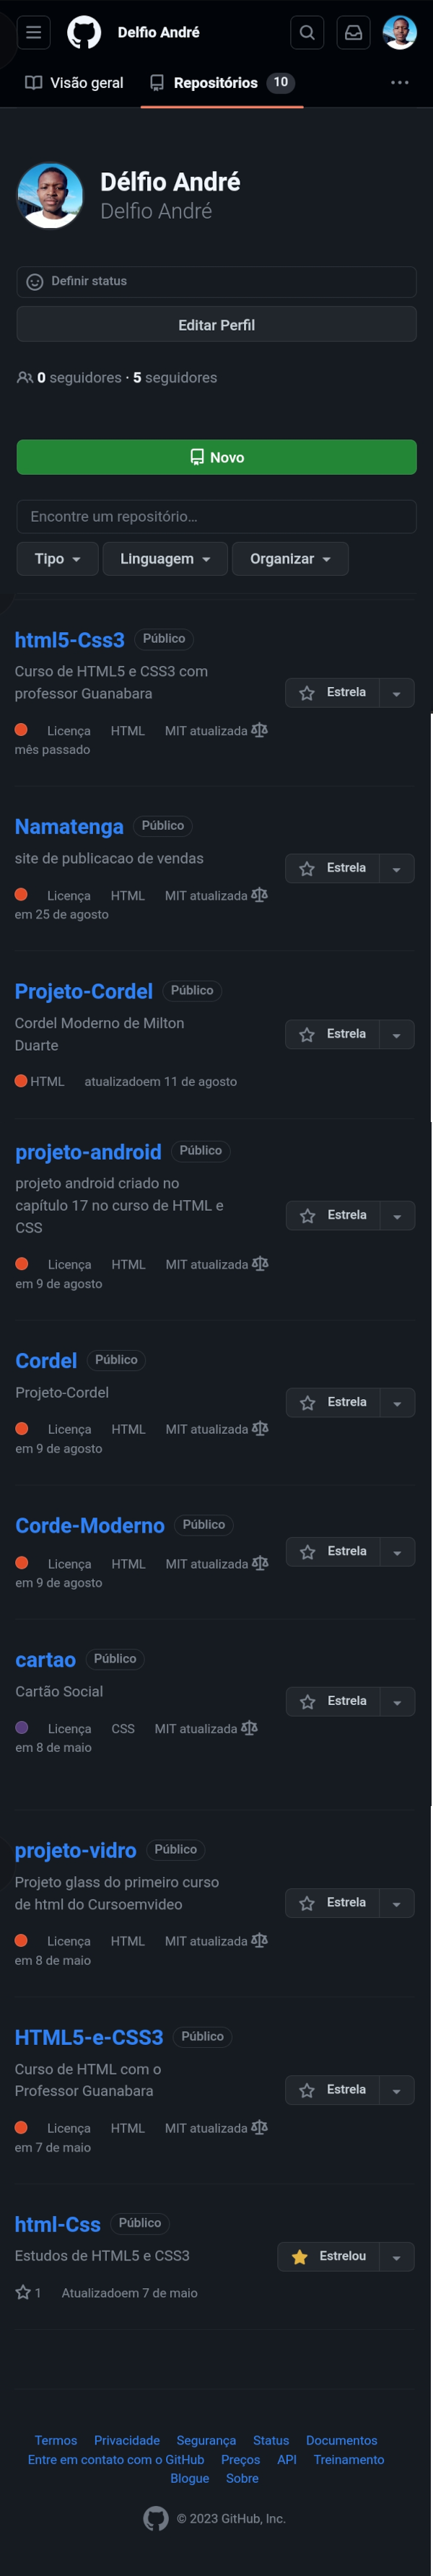 Delfio André
Visão geral Repositórios 10
Délfio André
Delfio André
Definir status
Editar Perfil
0 seguidores · 5 seguidores
Novo
Encontre um repositório...
Tipo Linguagem Organizar
html5-Css3 Público
Curso de HTML5 e CSS3 com
professor Guanabara
Estrela
Licença HTML MIT atualizada
mês passado
Namatenga Público
site de publicacao de vendas
Estrela
Licença HTML MIT atualizada
em 25 de agosto
Projeto-Cordel Público
Cordel Moderno de Milton
Duarte
Estrela
HTML atualizadoem 11 de agosto
projeto-android Público
projeto android criado no
capítulo 17 no curso de HTML e
CSS
Estrela
Licença HTML MIT atualizada
em 9 de agosto
Cordel Público
Projeto-Cordel
Estrela
Licença HTML MIT atualizada
em 9 de agosto
Corde-Moderno Público
Estrela
Licença HTML MIT atualizada
em 9 de agosto
cartao Público
Cartão Social
Estrela
Licença CSS MIT atualizada
em 8 de maio
projeto-vidro Público
Projeto glass do primeiro curso
de html do Cursoemvideo
Estrela
Licença HTML MIT atualizada
em 8 de maio
HTML5-e-CSS3 Público
Curso de HTML com o
Professor Guanabara
Estrela
Licença HTML MIT atualizada
em 7 de maio
html-Css Público
Estudos de HTML5 e CSS3
Estrelou
1 Atualizadoem 7 de maio
Termos Privacidade Segurança Status Documentos
Entre em contato com o GitHub Preços API Treinamento
Blogue Sobre
© 2023 GitHub, Inc.